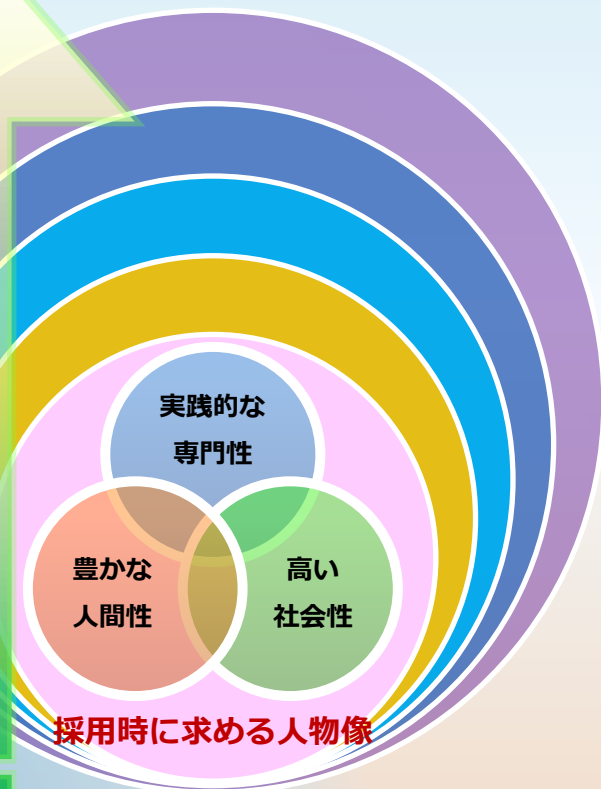 実践的な
専門性
豊かな
人間性
高い
社会性
採用時に求める人物像